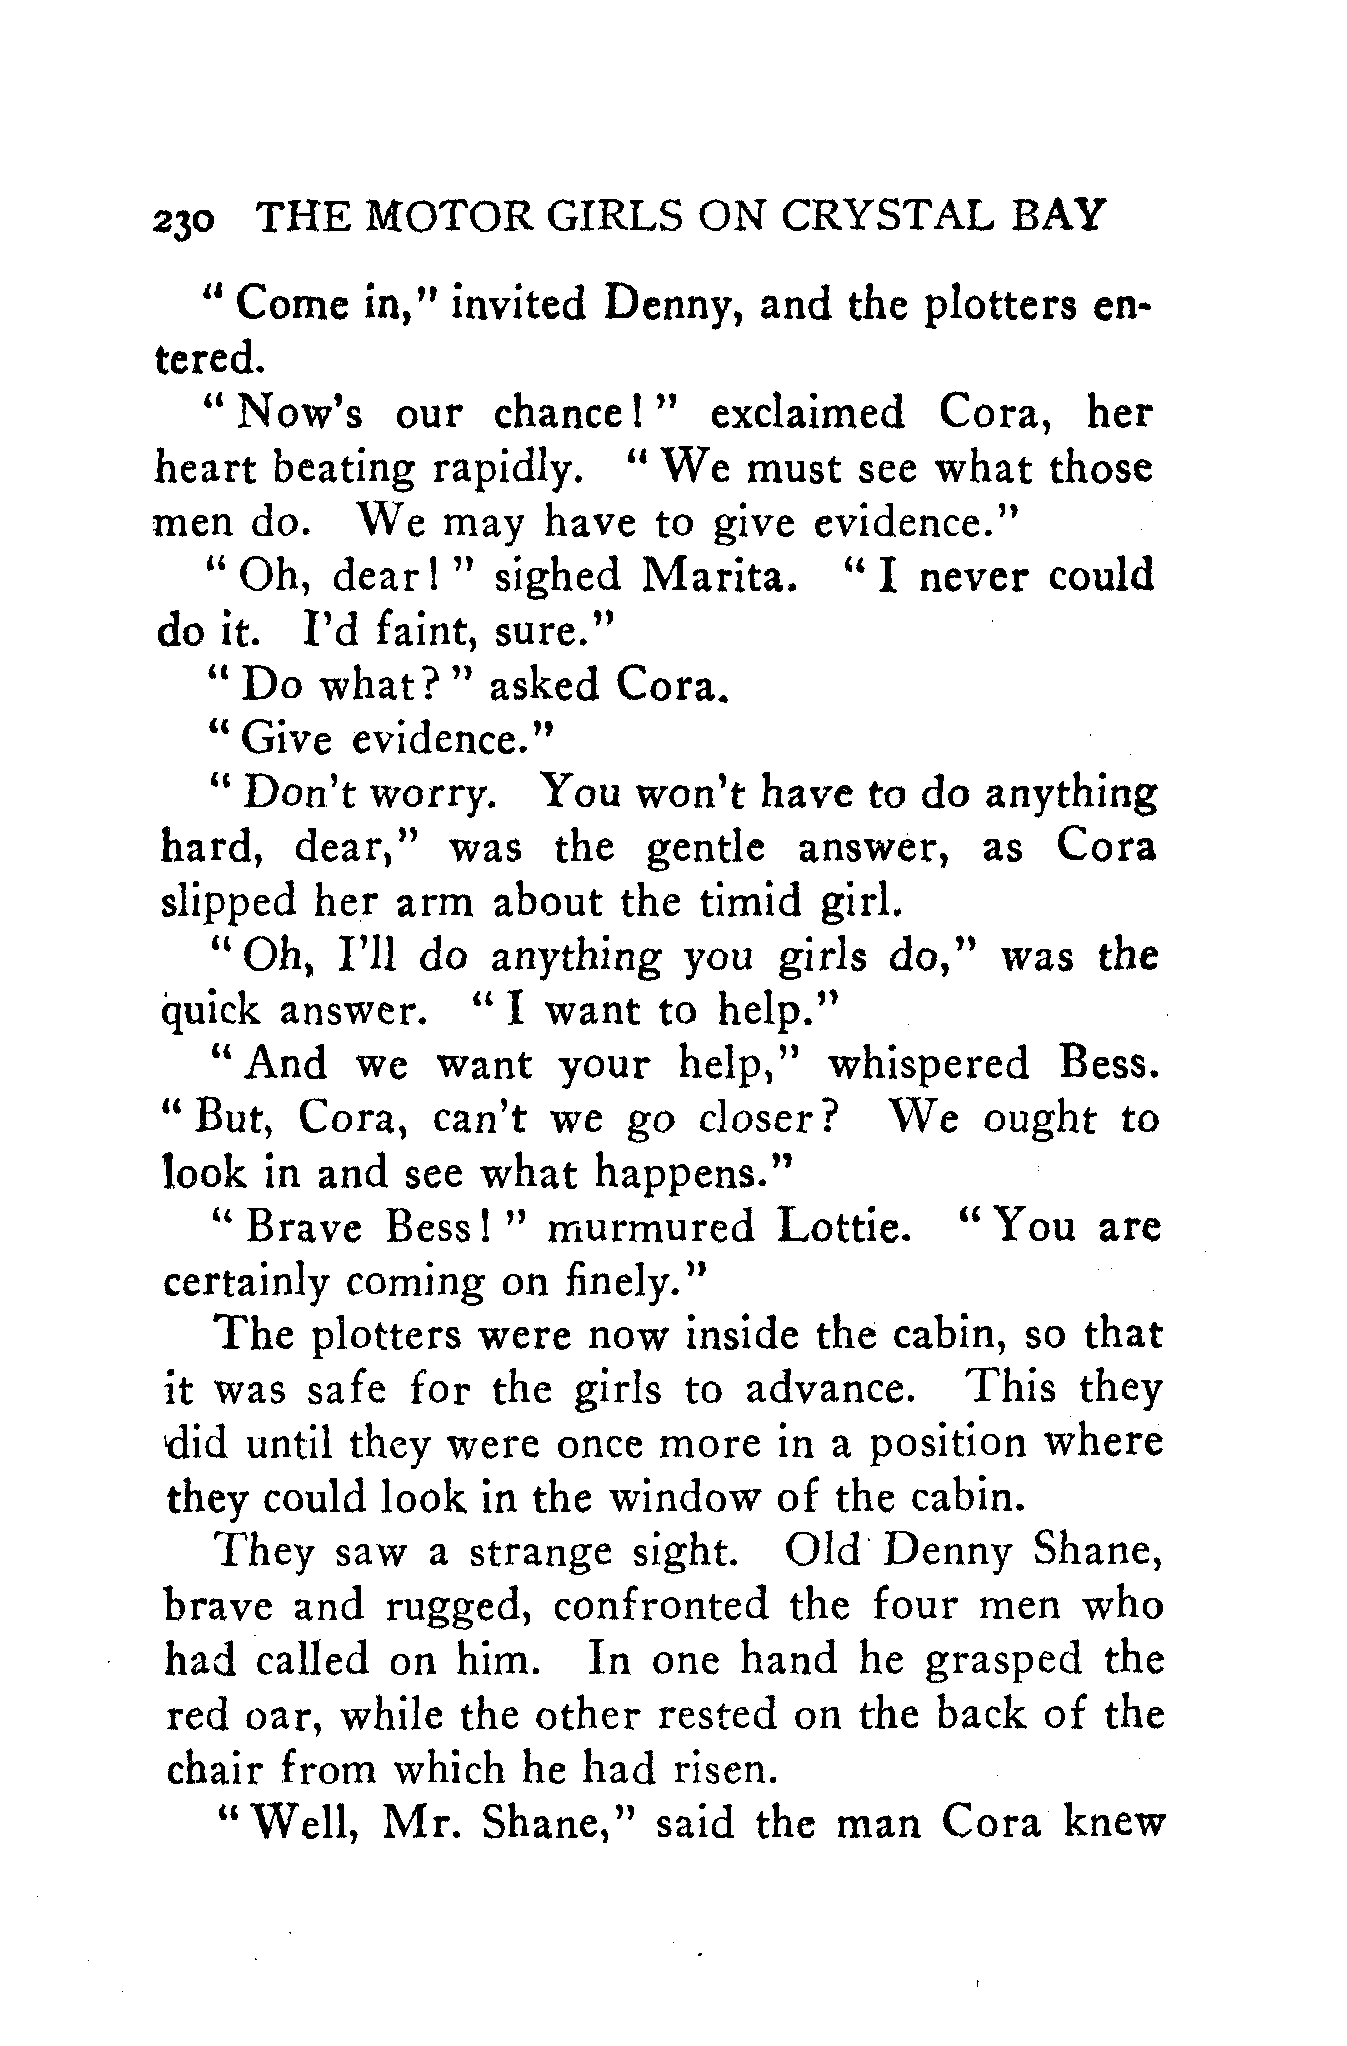 230 THE MOTOR GIRLS ON CRYSTAL BAY
"Come in," invited Denny, and the plotters en-
tered.
"Now's our chance!" exclaimed Cora, her
heart beating rapidly. "We must see what those
men do. We may have to give evidence."
"Oh, dear!" sighed Marita. "I never could
do it. I'd faint, sure."
"Do what?" asked Cora.
"Give evidence."
"Don't worry. You won't have to do anything
hard, dear," was the gentle answer, as Cora
slipped her arm about the timid girl.
"Oh, I'll do anything you girls do," was the
quick answer. "I want to help."
"And we want your help," whispered Bess.
"But, Cora, can't we go closer? We ought to
look in and see what happens."
"Brave Bess!" murmured Lottie. "You are
certainly coming on finely."
The plotters were now inside the cabin, so that
it was safe for the girls to advance. This they
did until they were once more in a position where
they could look in the window of the cabin.
They saw a strange sight. Old Denny Shane,
brave and rugged, confronted the four men who
had called on him. In one hand he grasped the
red oar, while the other rested on the back of the
chair from which he had risen.
"Well, Mr. Shane," said the man Cora knew